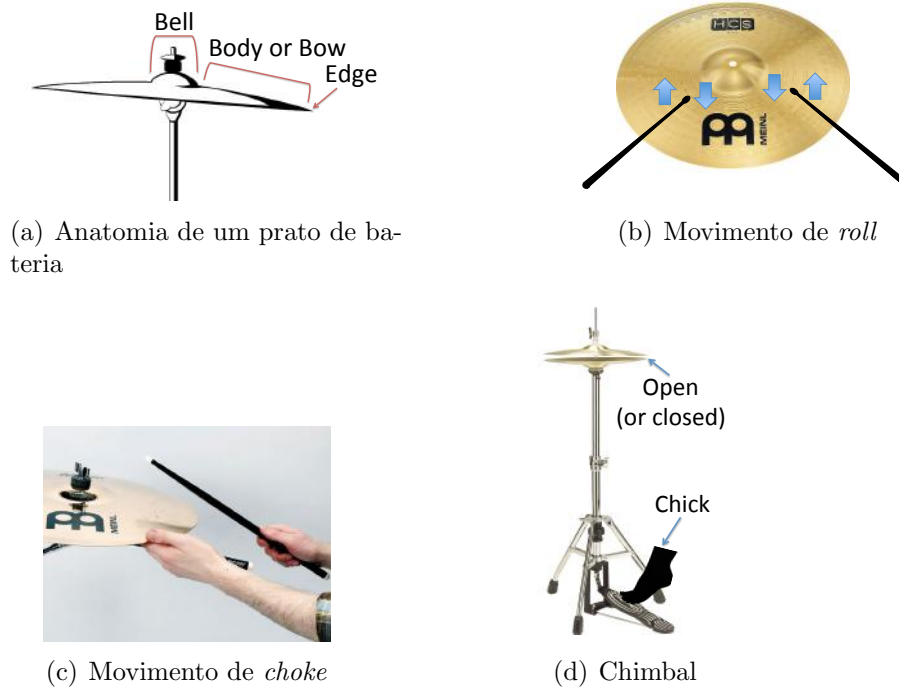 Bell
Body or Bow
Edge
HCS
MEINL
(a) Anatomia de um prato de ba-
teria
(b) Movimento de roll
Open
(or closed)
Chick
MEINL
(c) Movimento de choke
(d) Chimbal